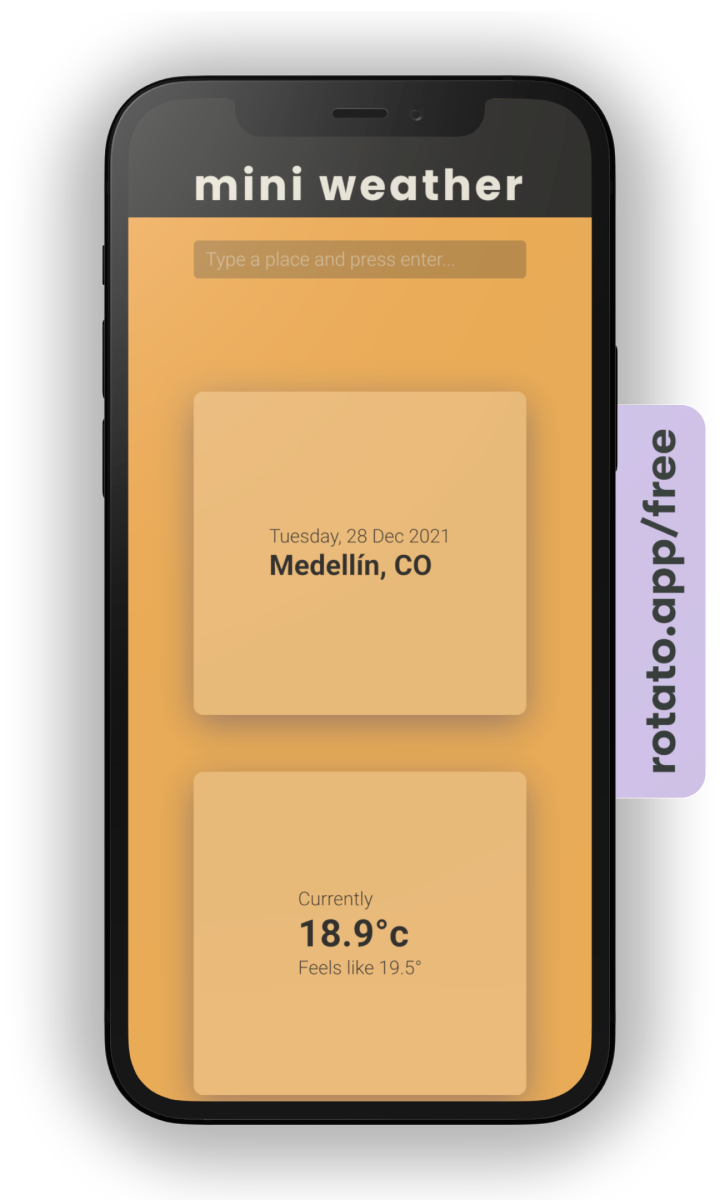 mini weather
Type a place and press enter...
Tuesday, 28 Dec 2021
Medellín, CO
Currently
18.9°c
Feels like 19.5°
rotato.app/free